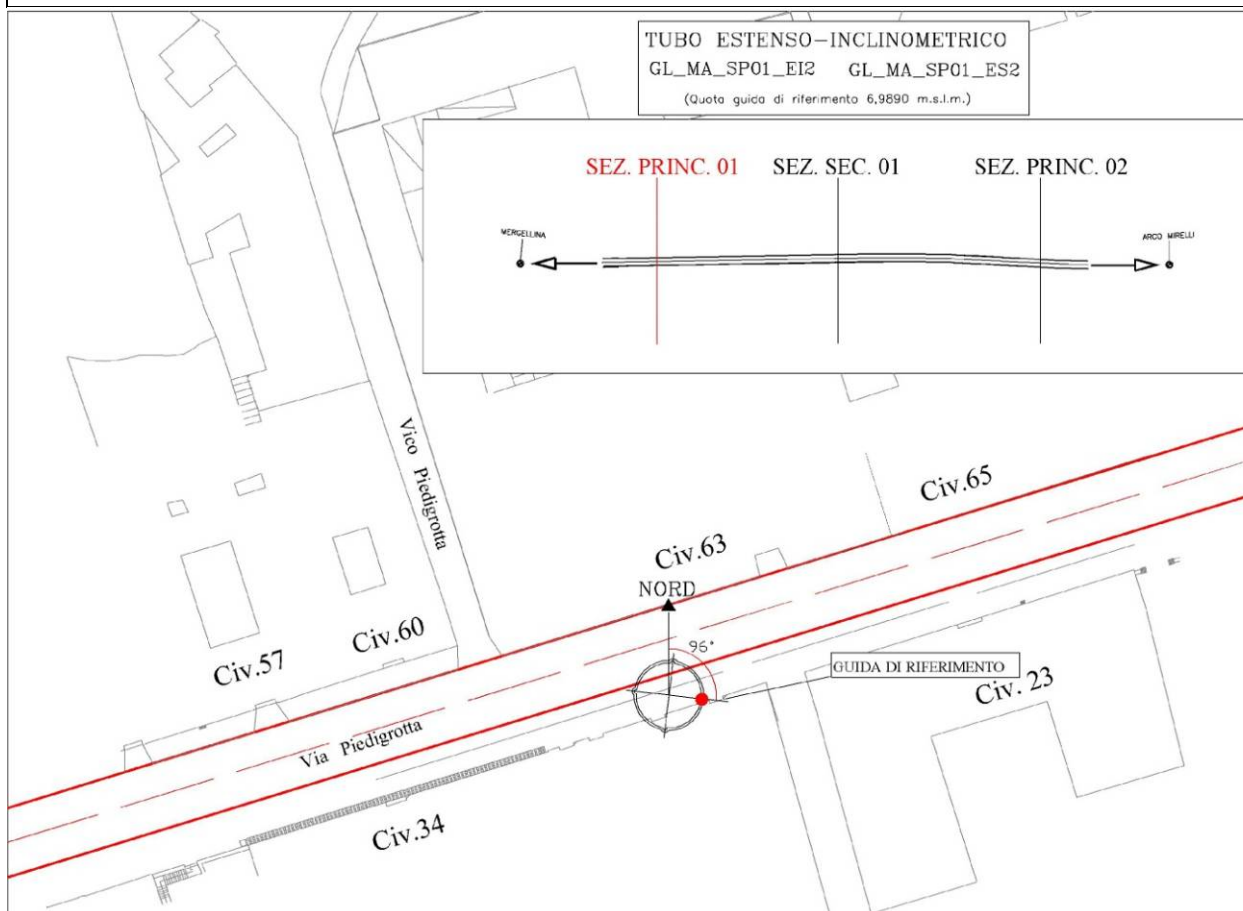 TUBO ESTENSO-INCLINOMETRICO
GL_MA_SP01_EI2 GL_MA_SP01_ES2
(Quota guida di riferimento 6,9890 m.s.l.m.)
SEZ. PRINC. 01 SEZ. SEC. 01 SEZ. PRINC. 02
MERGELLINA
ARCO MIRELLI
Vico Piedigrotta
Civ.65
Civ.63
NORD
96°
Civ.60
Civ.57
GUIDA DI RIFERIMENTO
Civ. 23
Via Piedigrotta
Civ.34